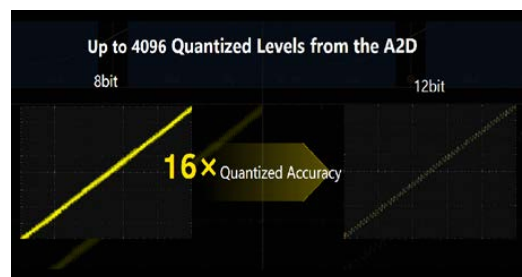 Up to 4096 Quantized Levels from the A2D
8bit
12bit
16× Quantized Accuracy